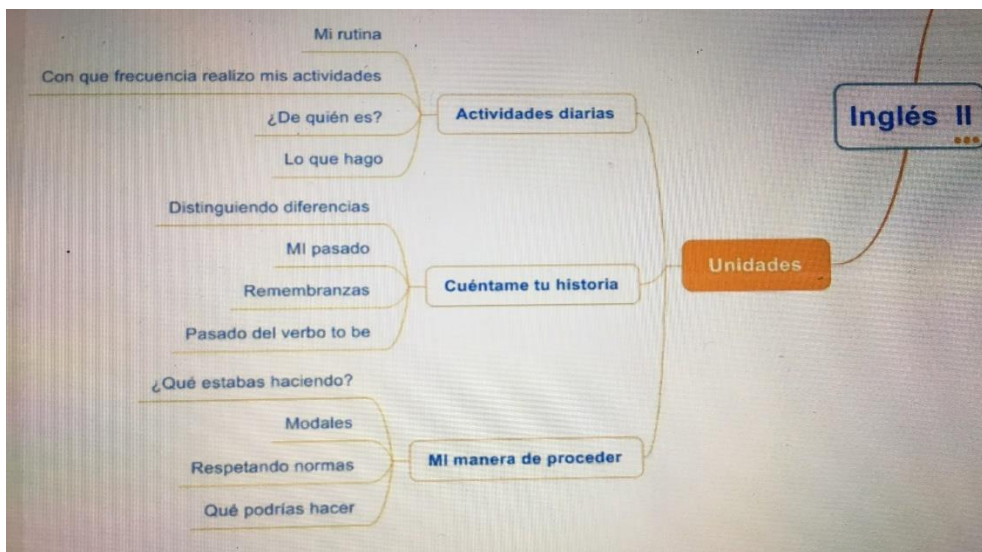 Mi rutina
Con que frecuencia realizo mis actividades
¿De quién es?
Lo que hago
Actividades diarias
Inglés II
Distinguiendo diferencias
Mi pasado
Remembranzas
Pasado del verbo to be
Cuéntame tu historia
Unidades
¿Qué estabas haciendo?
Modales
Respetando normas
Qué podrías hacer
Mi manera de proceder